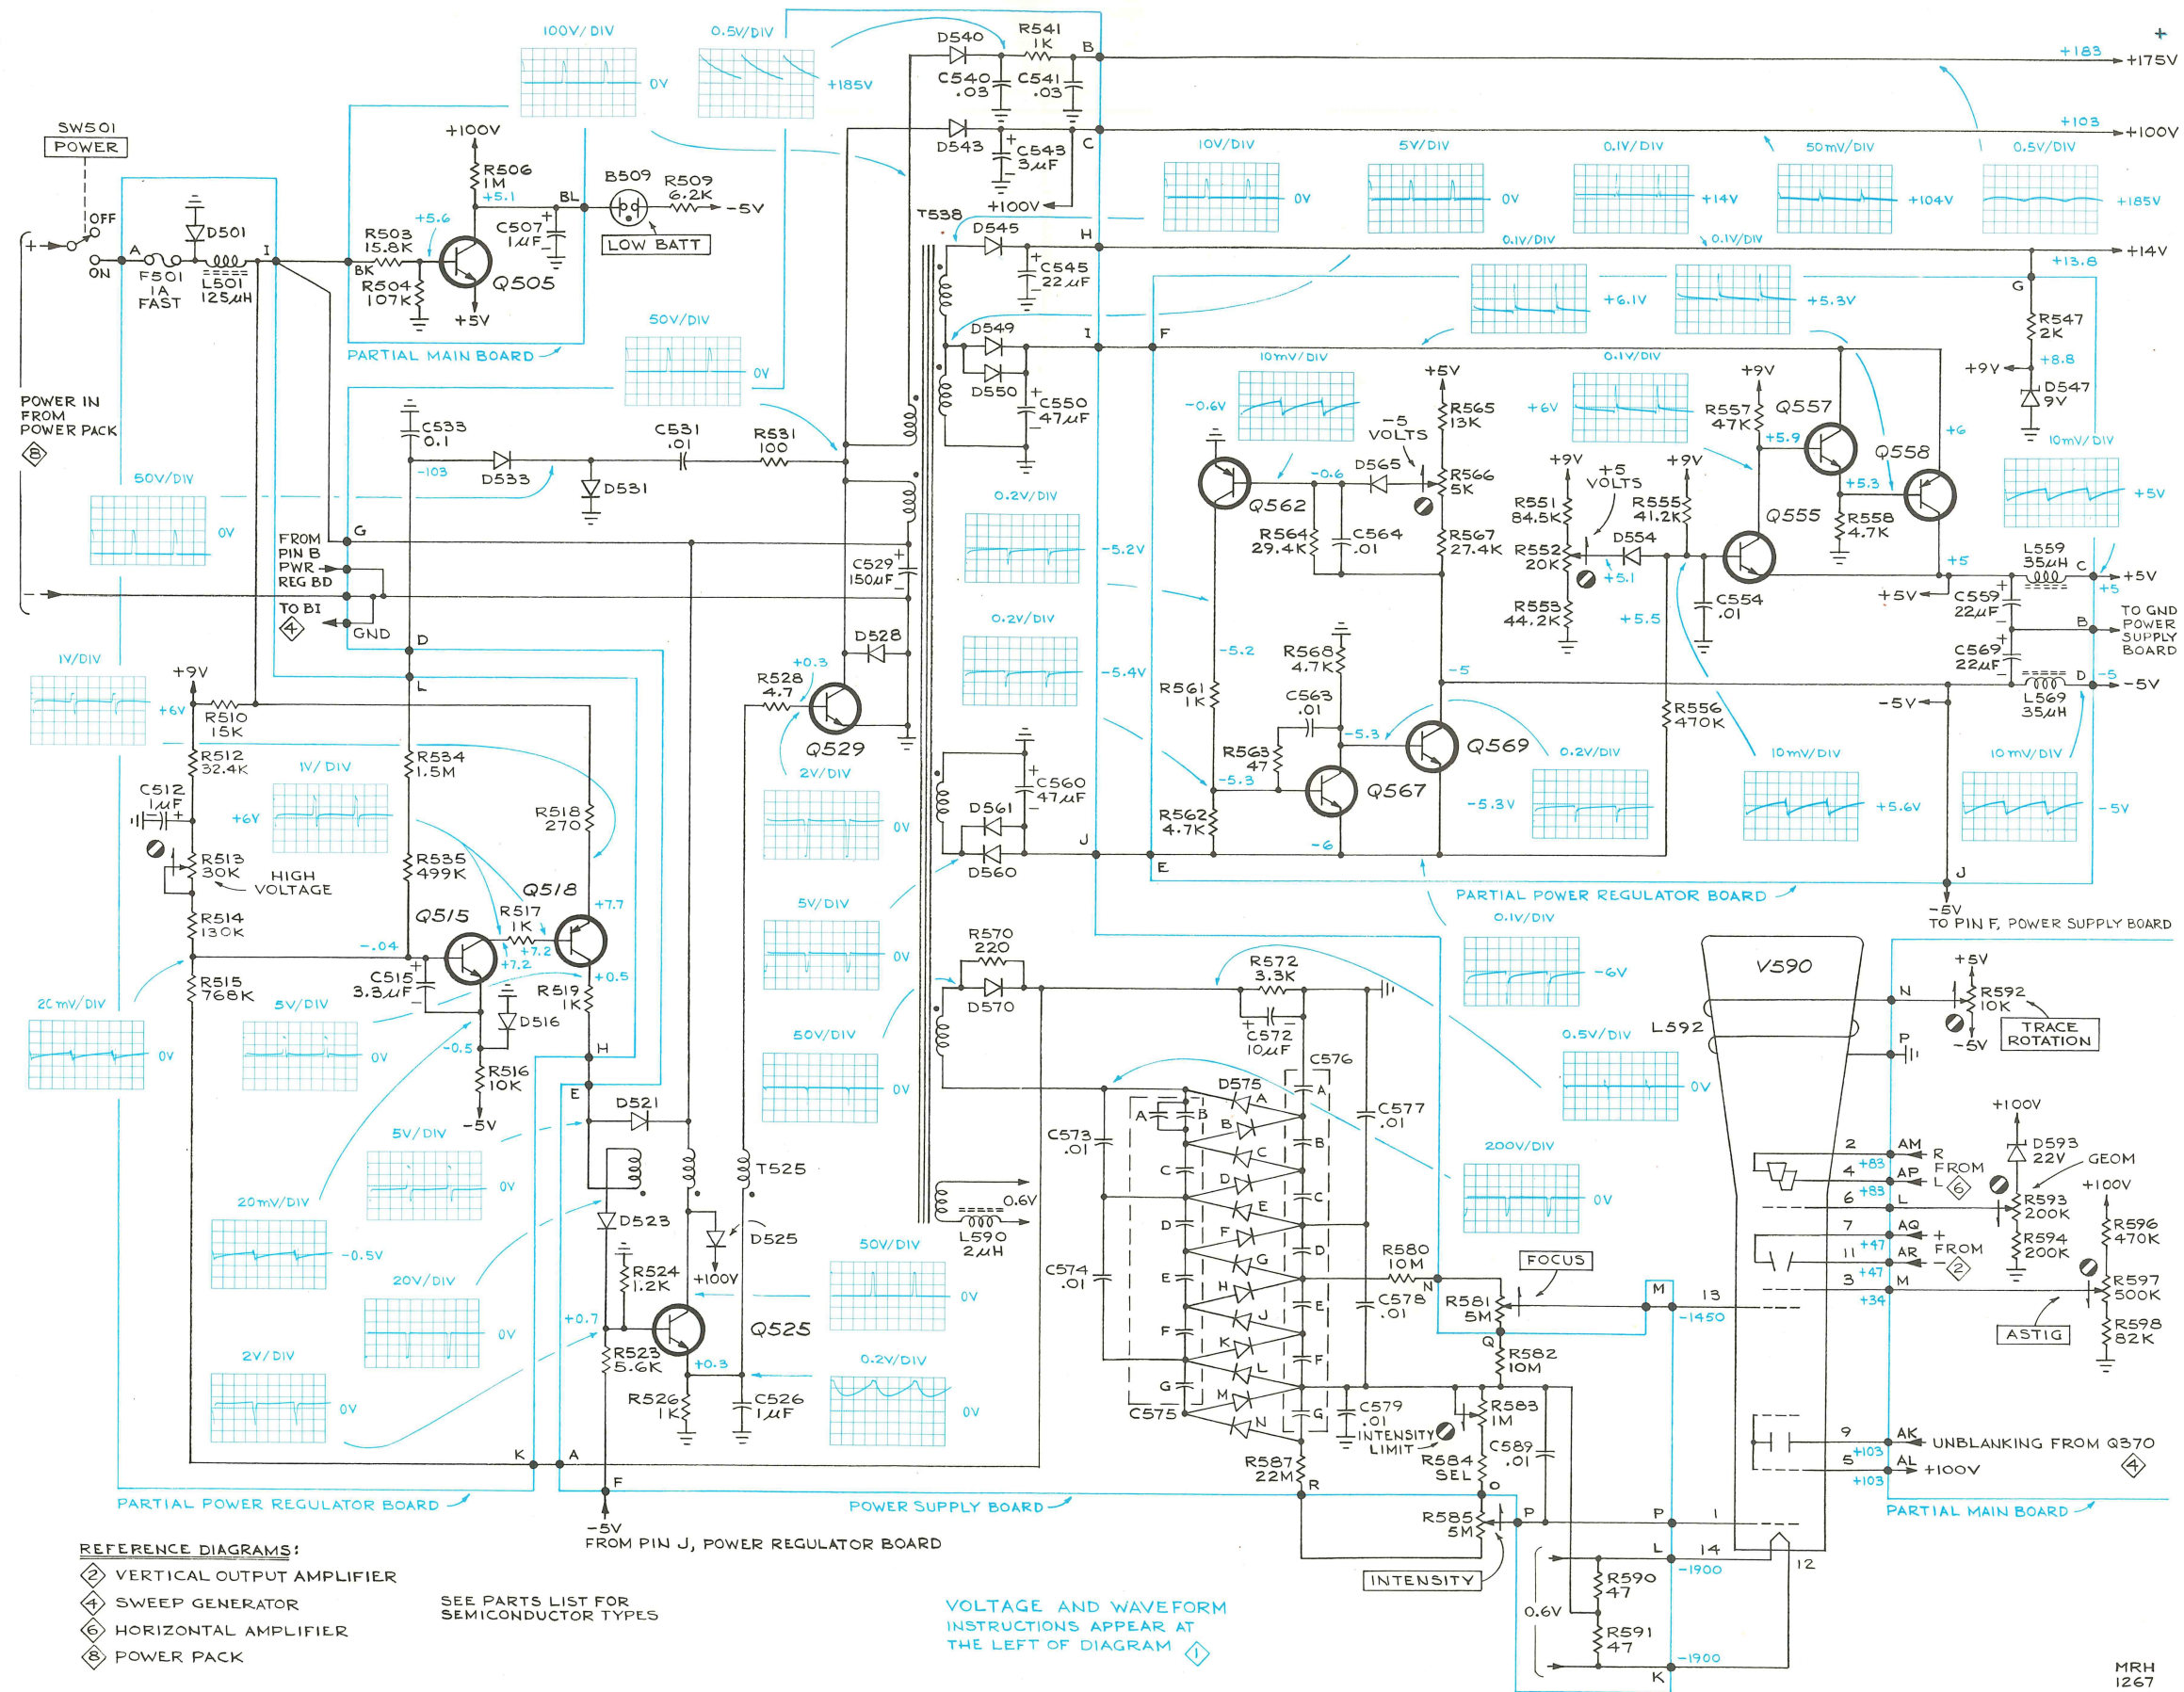 100V/DIV
0V
0.5V/DIV
+185V
D540
R541
1K
B
C540
.03
C541
.03
+183
+
+175V
D543
C543
3µF
C
+100V
+103
+100V
SW501
POWER
OFF
ON
+
A
F501
1A
FAST
D501
L501
125µH
I
POWER IN
FROM
POWER PACK
8
−
+100V
R506
1M
+5.1
BL
B509
R509
6.2K
−5V
LOW BATT
C507
1µF
R503
15.8K
+5.6
BK
R504
107K
Q505
+5V
PARTIAL MAIN BOARD
50V/DIV
0V
T538
D545
H
C545
22µF
D549
D550
I
F
C550
47µF
10V/DIV
0V
5V/DIV
0V
0.1V/DIV
+14V
50mV/DIV
+104V
0.5V/DIV
+185V
0.1V/DIV
+6.1V
0.1V/DIV
+5.3V
+14V
+13.8
G
R547
2K
+8.8
+9V
D547
9V
C533
0.1
−103
D533
D531
C531
.01
R531
100
50V/DIV
0V
FROM
PIN B
PWR
REG BD
G
TO BI
4
GND
D
L
C529
150µF
D528
R528
4.7
+0.3
Q529
2V/DIV
0V
10mV/DIV
−0.6V
Q562
−0.6
D565
−5
VOLTS
+5V
R565
13K
R566
5K
R564
29.4K
C564
.01
R567
27.4K
0.2V/DIV
−5.2V
0.2V/DIV
−5.4V
−5.2
R561
1K
R562
4.7K
−5.3
R563
47
C563
.01
R568
4.7K
Q567
−5.3
Q569
−6
−5
0.2V/DIV
−5.3V
0.1V/DIV
+6V
+9V
R551
84.5K
R552
20K
R553
44.2K
+5
VOLTS
D554
+5.1
+5.5
+9V
R555
41.2K
C554
.01
R556
470K
+9V
R557
47K
+5.9
Q557
Q555
+5.3
R558
4.7K
Q558
+6
+5
10mV/DIV
+5V
L559
35µH
C
+5V
+5
+5V
C559
22µF
B
TO GND
POWER
SUPPLY
BOARD
C569
22µF
L569
35µH
D
−5
−5V
−5V
10mV/DIV
+5.6V
10mV/DIV
−5V
C560
47µF
D561
D560
J
E
PARTIAL POWER REGULATOR BOARD
J
−5V
TO PIN F, POWER SUPPLY BOARD
0.1V/DIV
−6V
1V/DIV
+6V
+9V
R510
15K
R512
32.4K
C512
1µF
R513
30K
HIGH
VOLTAGE
R514
130K
R515
768K
1V/DIV
+6V
R534
1.5M
R535
499K
−.04
Q515
C515
3.3µF
R517
1K
+7.2
+7.2
Q518
R518
270
+7.7
+0.5
R519
1K
D516
−0.5
R516
10K
−5V
20mV/DIV
0V
5V/DIV
0V
H
E
D521
5V/DIV
0V
20mV/DIV
−0.5V
20V/DIV
0V
2V/DIV
0V
D523
T525
D525
+100V
R524
1.2K
+0.7
Q525
R523
5.6K
+0.3
R526
1K
C526
1µF
50V/DIV
0V
0.2V/DIV
0V
5V/DIV
0V
50V/DIV
0V
R570
220
D570
R572
3.3K
C572
10µF
C576
A
B
C
D
E
F
G
D575
A
B
C
D
E
F
G
H
J
K
L
M
N
C575
A
B
C
D
E
F
G
C573
.01
C574
.01
C577
.01
C578
.01
0.6V
L590
2µH
R580
10M
N
FOCUS
R581
5M
Q
R582
10M
C579
.01
INTENSITY
LIMIT
R583
1M
R584
SEL
C589
.01
R587
22M
R
O
R585
5M
P
INTENSITY
0.5V/DIV
0V
200V/DIV
0V
M
13
−1450
P
1
L
14
−1900
12
R590
47
0.6V
R591
47
−1900
K
V590
L592
N
+5V
R592
10K
−5V
TRACE
ROTATION
P
2
AM
R
+83
FROM
6
4
AP
L
+83
6
L
7
AQ
+
+47
FROM
2
11
AR
−
+47
3
M
+34
+100V
D593
22V
GEOM
R593
200K
R594
200K
+100V
R596
470K
R597
500K
R598
82K
ASTIG
9
AK
UNBLANKING FROM Q370
4
+103
5
AL
+100V
+103
PARTIAL MAIN BOARD
K
A
F
PARTIAL POWER REGULATOR BOARD
POWER SUPPLY BOARD
−5V
FROM PIN J, POWER REGULATOR BOARD
REFERENCE DIAGRAMS:
2 VERTICAL OUTPUT AMPLIFIER
4 SWEEP GENERATOR
6 HORIZONTAL AMPLIFIER
8 POWER PACK
SEE PARTS LIST FOR
SEMICONDUCTOR TYPES
VOLTAGE AND WAVEFORM
INSTRUCTIONS APPEAR AT
THE LEFT OF DIAGRAM 1
MRH
1267